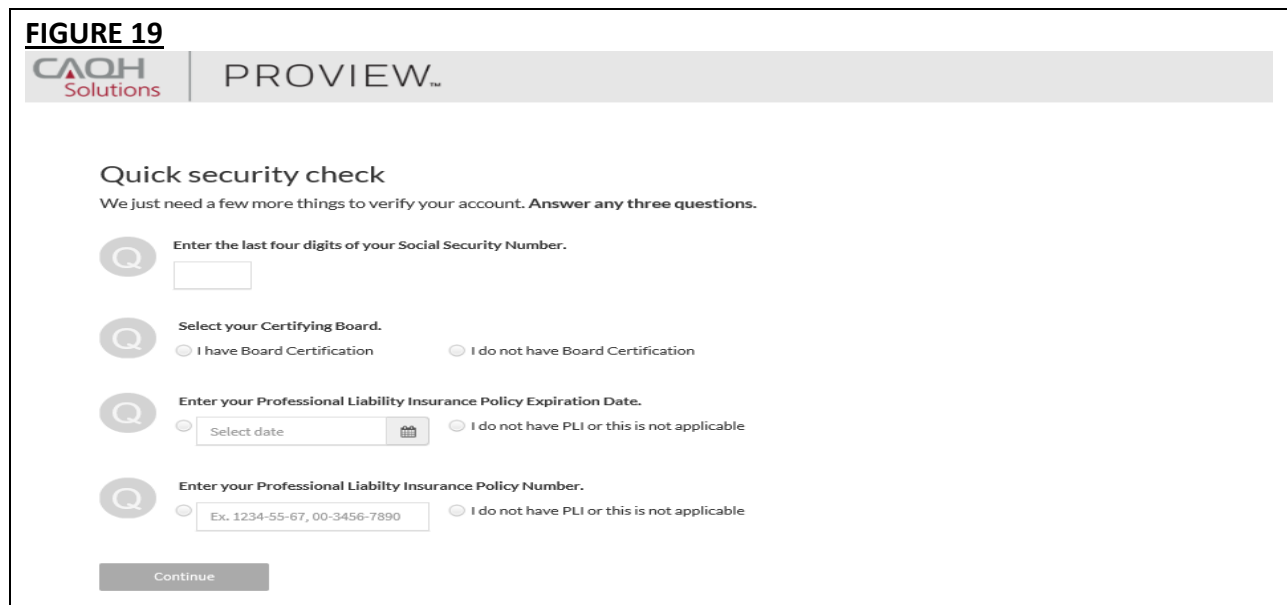 FIGURE 19
CAQH
Solutions
PROVIEW™
Quick security check
We just need a few more things to verify your account. Answer any three questions.
Q
Enter the last four digits of your Social Security Number.
Q
Select your Certifying Board.
I have Board Certification I do not have Board Certification
Q
Enter your Professional Liability Insurance Policy Expiration Date.
Select date I do not have PLI or this is not applicable
Q
Enter your Professional Liabilty Insurance Policy Number.
Ex. 1234-55-67, 00-3456-7890 I do not have PLI or this is not applicable
Continue